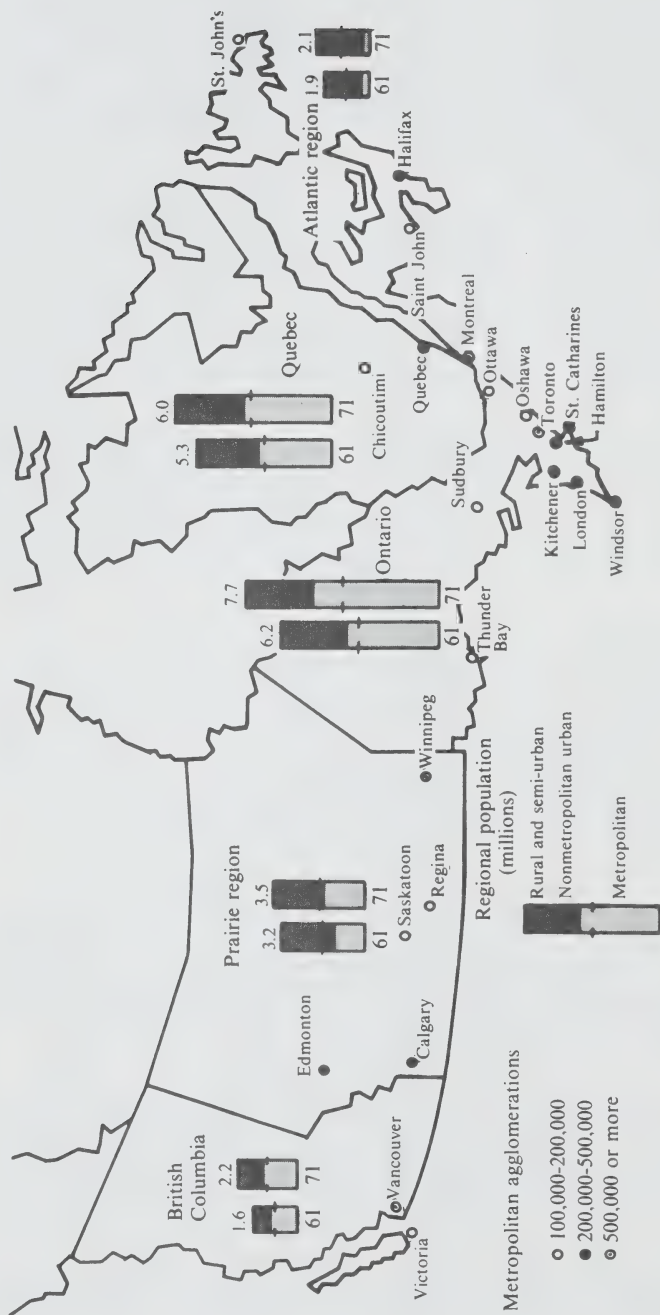 British
Columbia
1.6
2.2
61
71
Victoria
Vancouver
Prairie region
3.2
3.5
61
71
Edmonton
Calgary
Saskatoon
Regina
Winnipeg
Ontario
6.2
7.7
61
71
Thunder
Bay
Sudbury
Quebec
5.3
6.0
61
71
Chicoutimi
Quebec
Montreal
Ottawa
Oshawa
Toronto
St. Catharines
Hamilton
Kitchener
London
Windsor
Atlantic region
1.9
2.1
61
71
St. John's
Saint John
Halifax
Metropolitan agglomerations
100,000-200,000
200,000-500,000
500,000 or more
Regional population
(millions)
Rural and semi-urban
Nonmetropolitan urban
Metropolitan